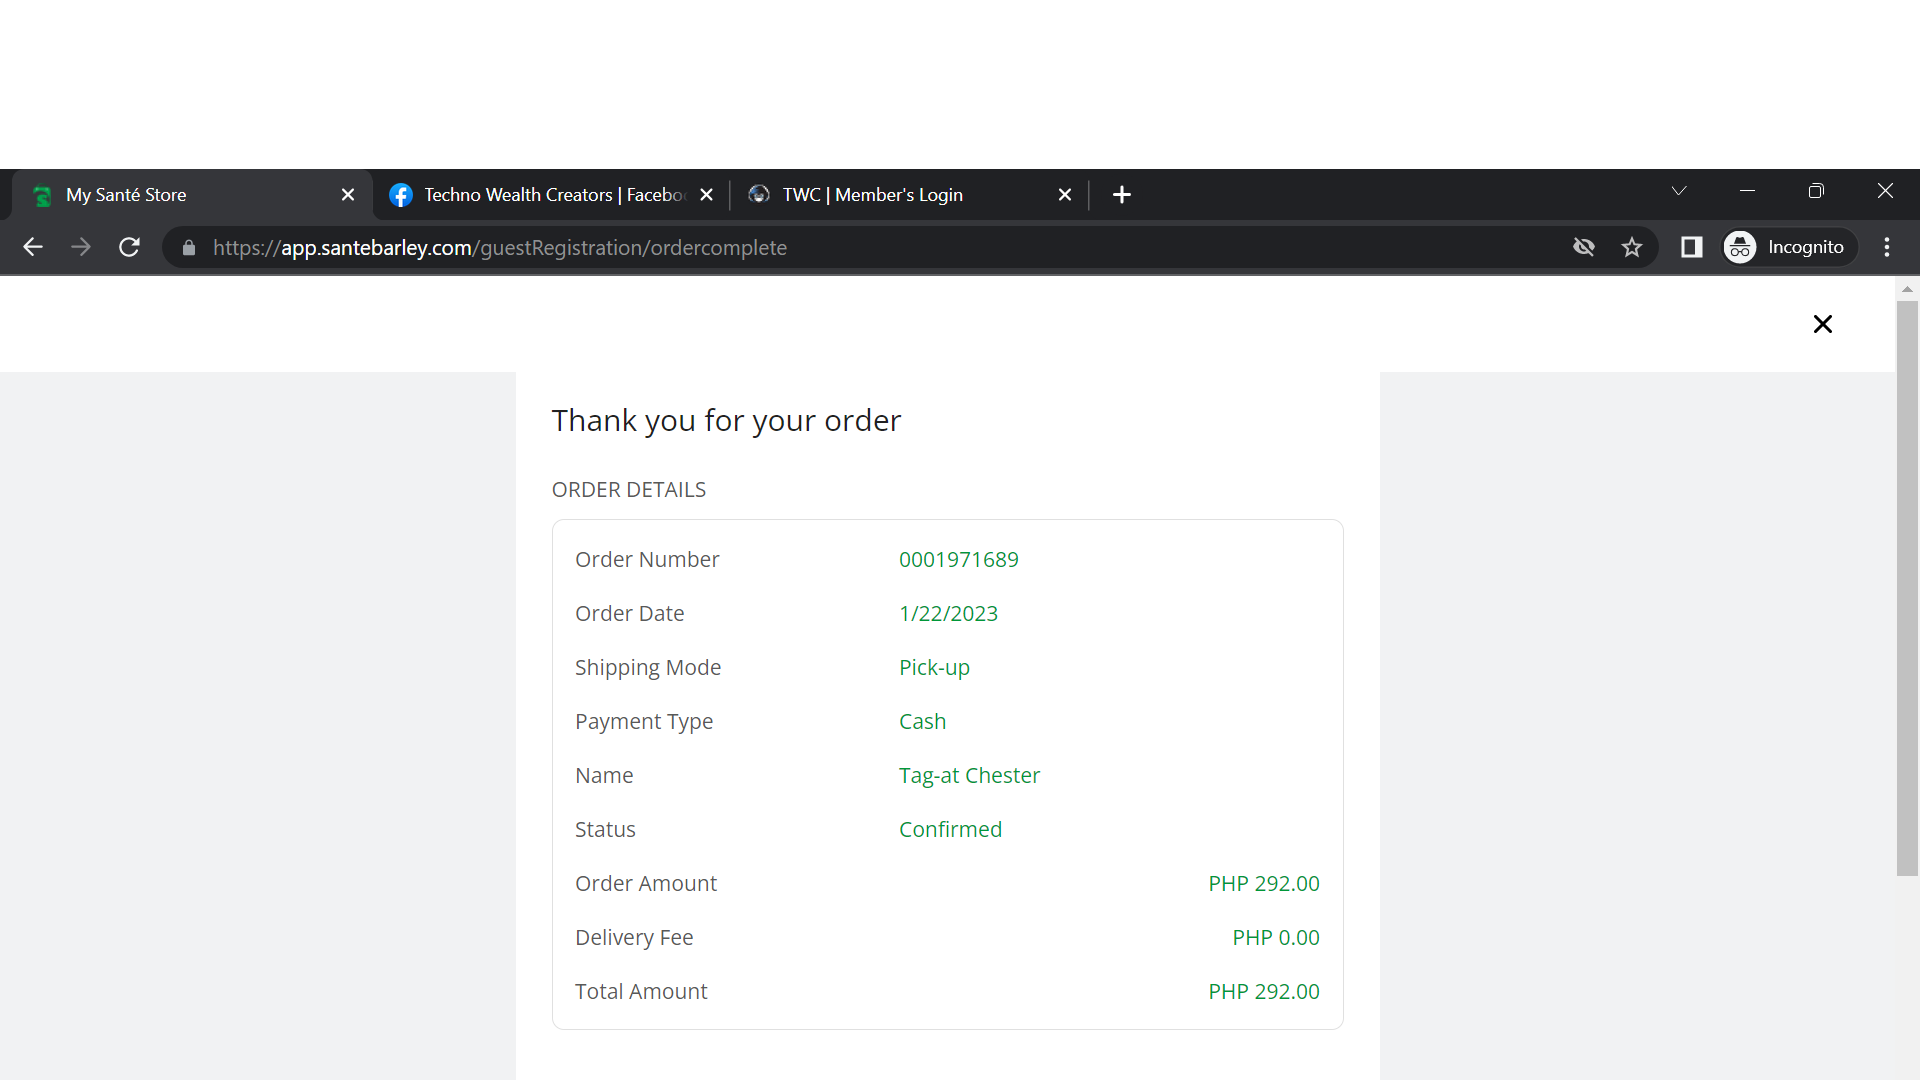 My Santé Store
Techno Wealth Creators | Facebo
TWC | Member's Login
https://app.santebarley.com/guestRegistration/ordercomplete
Incognito
Thank you for your order
ORDER DETAILS
Order Number 0001971689
Order Date 1/22/2023
Shipping Mode Pick-up
Payment Type Cash
Name Tag-at Chester
Status Confirmed
Order Amount PHP 292.00
Delivery Fee PHP 0.00
Total Amount PHP 292.00